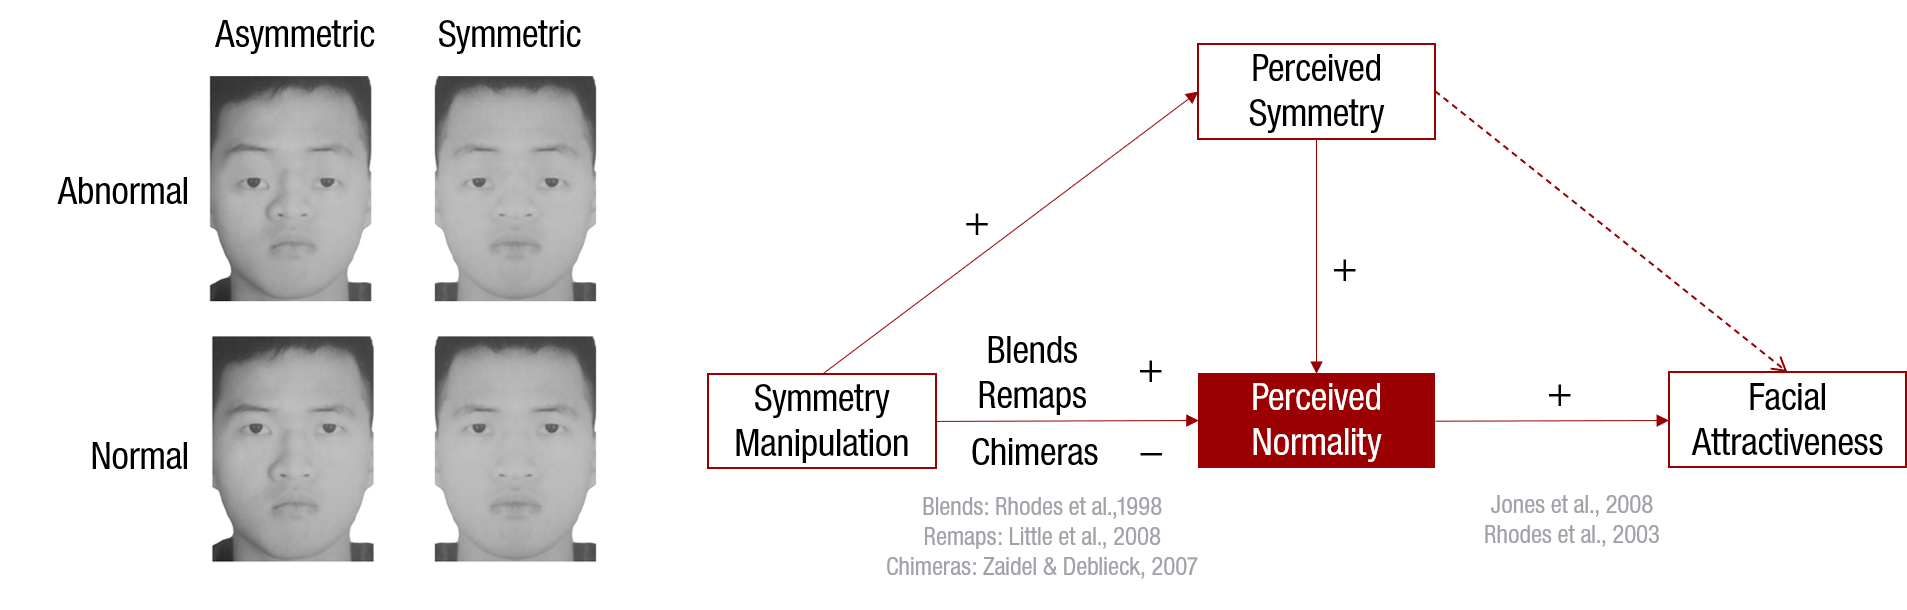 Asymmetric
Symmetric
Abnormal
Normal
Perceived
Symmetry
+
+
Blends
Remaps
+
Chimeras
–
Symmetry
Manipulation
Perceived
Normality
+
Facial
Attractiveness
Blends: Rhodes et al.,1998
Remaps: Little et al., 2008
Chimeras: Zaidel & Deblieck, 2007
Jones et al., 2008
Rhodes et al., 2003